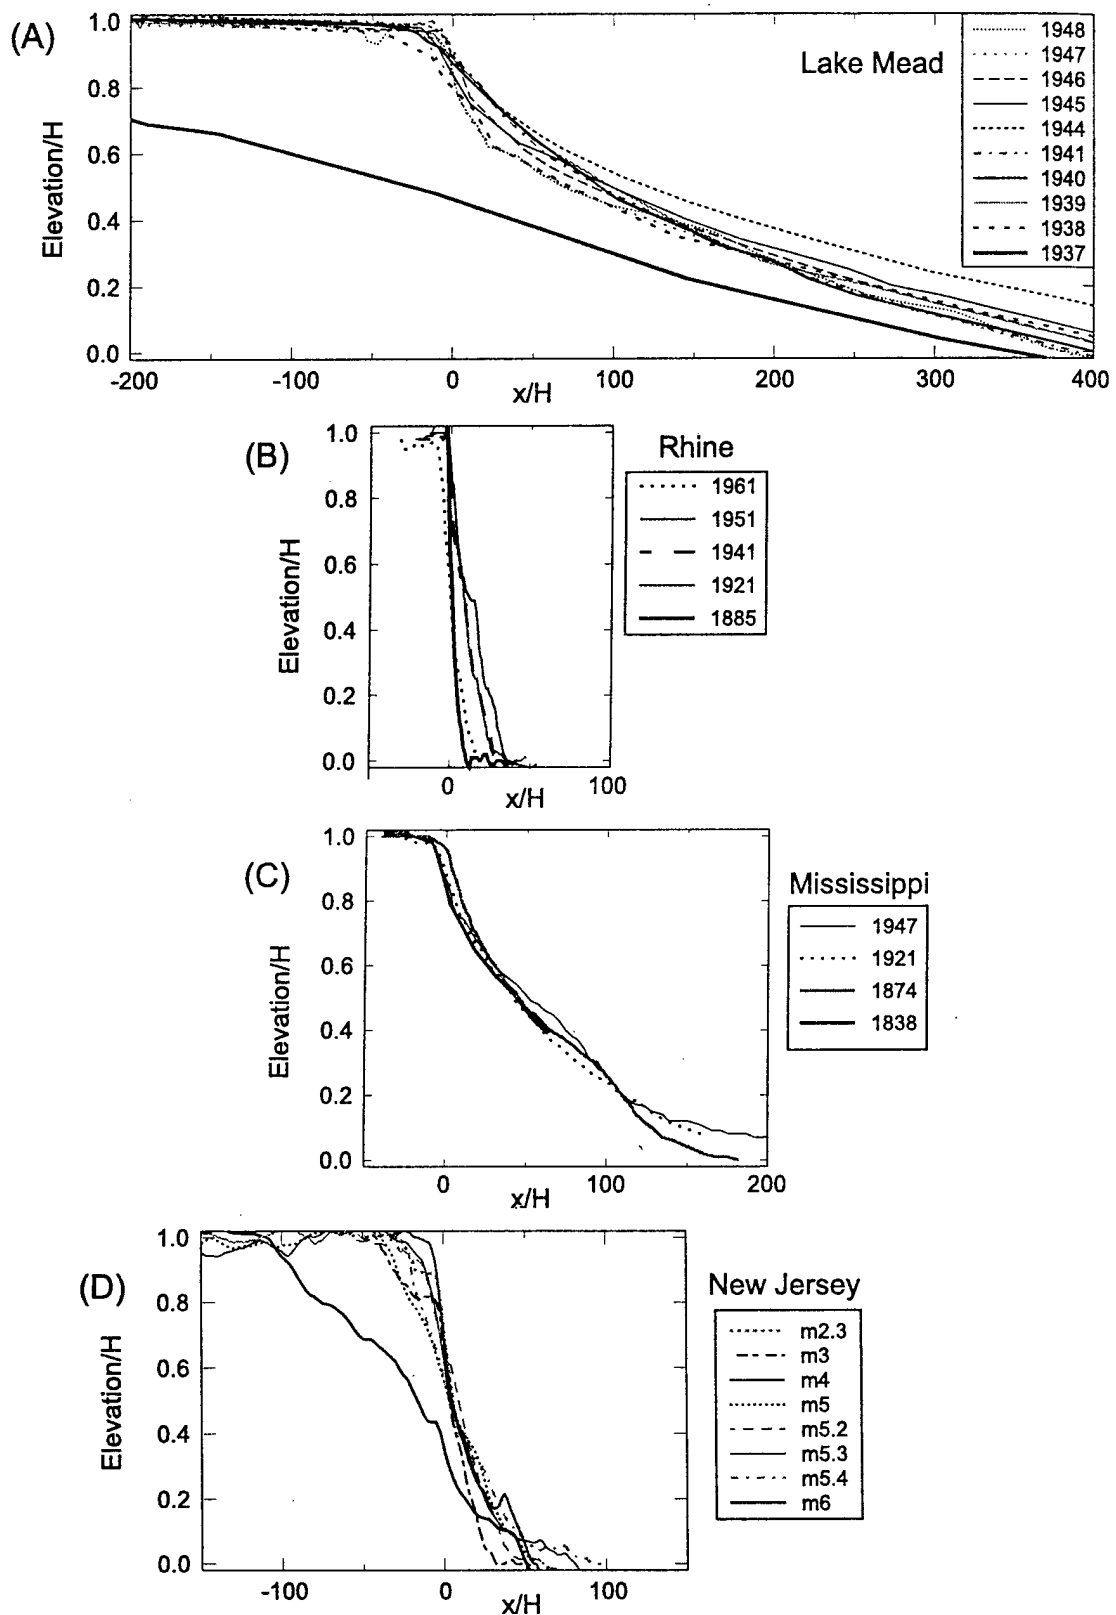 (A)
Lake Mead
1948
1947
1946
1945
1944
1941
1940
1939
1938
1937
Elevation/H
1.0
0.8
0.6
0.4
0.2
0.0
-200
-100
0
100
200
300
400
x/H
(B)
Rhine
1961
1951
1941
1921
1885
Elevation/H
1.0
0.8
0.6
0.4
0.2
0.0
0
100
x/H
(C)
Mississippi
1947
1921
1874
1838
Elevation/H
1.0
0.8
0.6
0.4
0.2
0.0
0
100
200
x/H
(D)
New Jersey
m2.3
m3
m4
m5
m5.2
m5.3
m5.4
m6
Elevation/H
1.0
0.8
0.6
0.4
0.2
0.0
-100
0
100
x/H